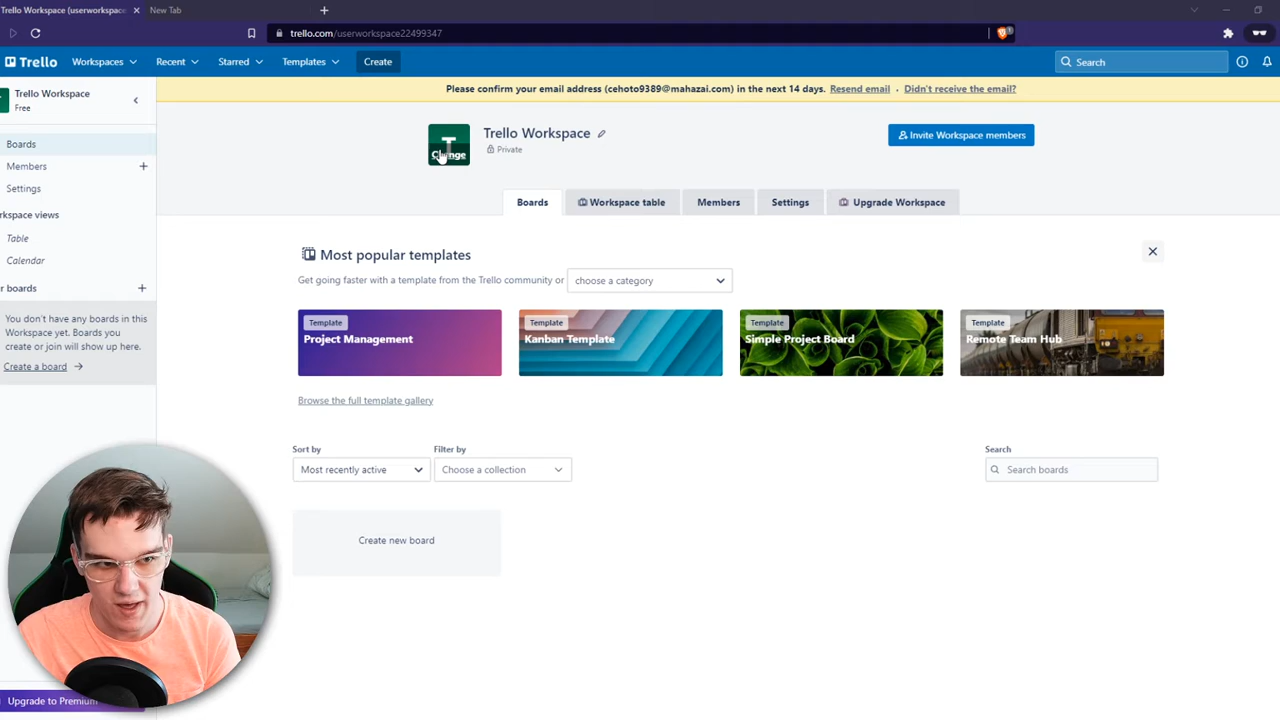 Trello Workspace (userworkspac
New Tab
trello.com/userworkspace22499347
Trello
Workspaces
Recent
Starred
Templates
Create
Search
Trello Workspace
Free
Please confirm your email address (cehoto9389@mahazai.com) in the next 14 days. Resend email . Didn't receive the email?
Boards
Members
Settings
rkspace views
Table
Calendar
r boards
You don't have any boards in this
Workspace yet. Boards you
create or join will show up here.
Create a board
T
Change
Trello Workspace
Private
Invite Workspace members
Boards
Workspace table
Members
Settings
Upgrade Workspace
Most popular templates
Get going faster with a template from the Trello community or
choose a category
Template
Project Management
Template
Kanban Template
Template
Simple Project Board
Template
Remote Team Hub
Browse the full template gallery
Sort by
Most recently active
Filter by
Choose a collection
Search
Search boards
Create new board
Upgrade to Premium